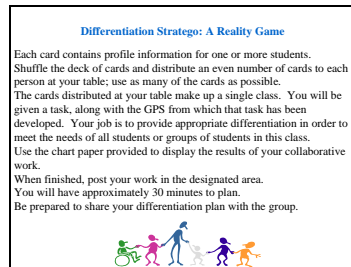 Differentiation Stratego: A Reality Game
Each card contains profile information for one or more students.
Shuffle the deck of cards and distribute an even number of cards to each
person at your table; use as many of the cards as possible.
The cards distributed at your table make up a single class. You will be
given a task, along with the GPS from which that task has been
developed. Your job is to provide appropriate differentiation in order to
meet the needs of all students or groups of students in this class.
Use the chart paper provided to display the results of your collaborative
work.
When finished, post your work in the designated area.
You will have approximately 30 minutes to plan.
Be prepared to share your differentiation plan with the group.